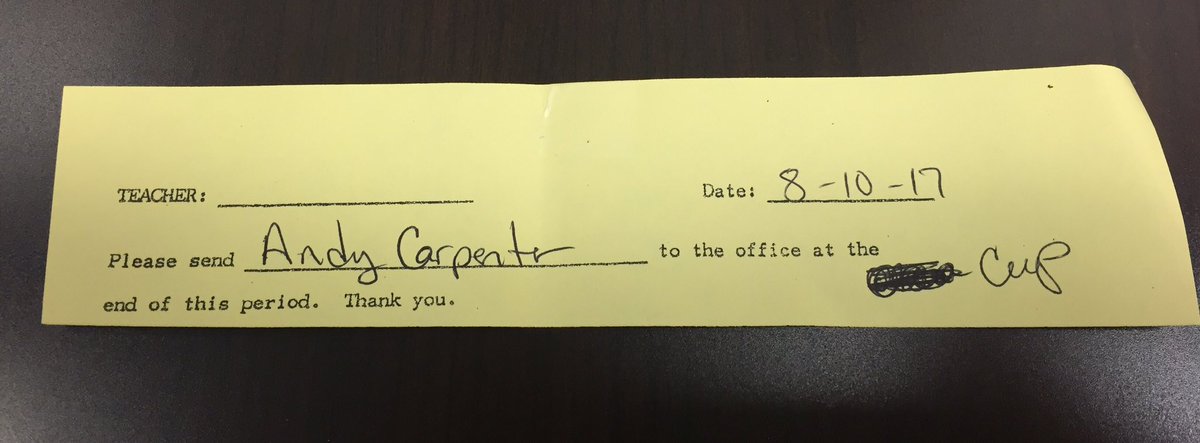 TEACHER: Date: 8-10-17
Please send Andy Carpenter to the office at the
end of this period. Thank you.